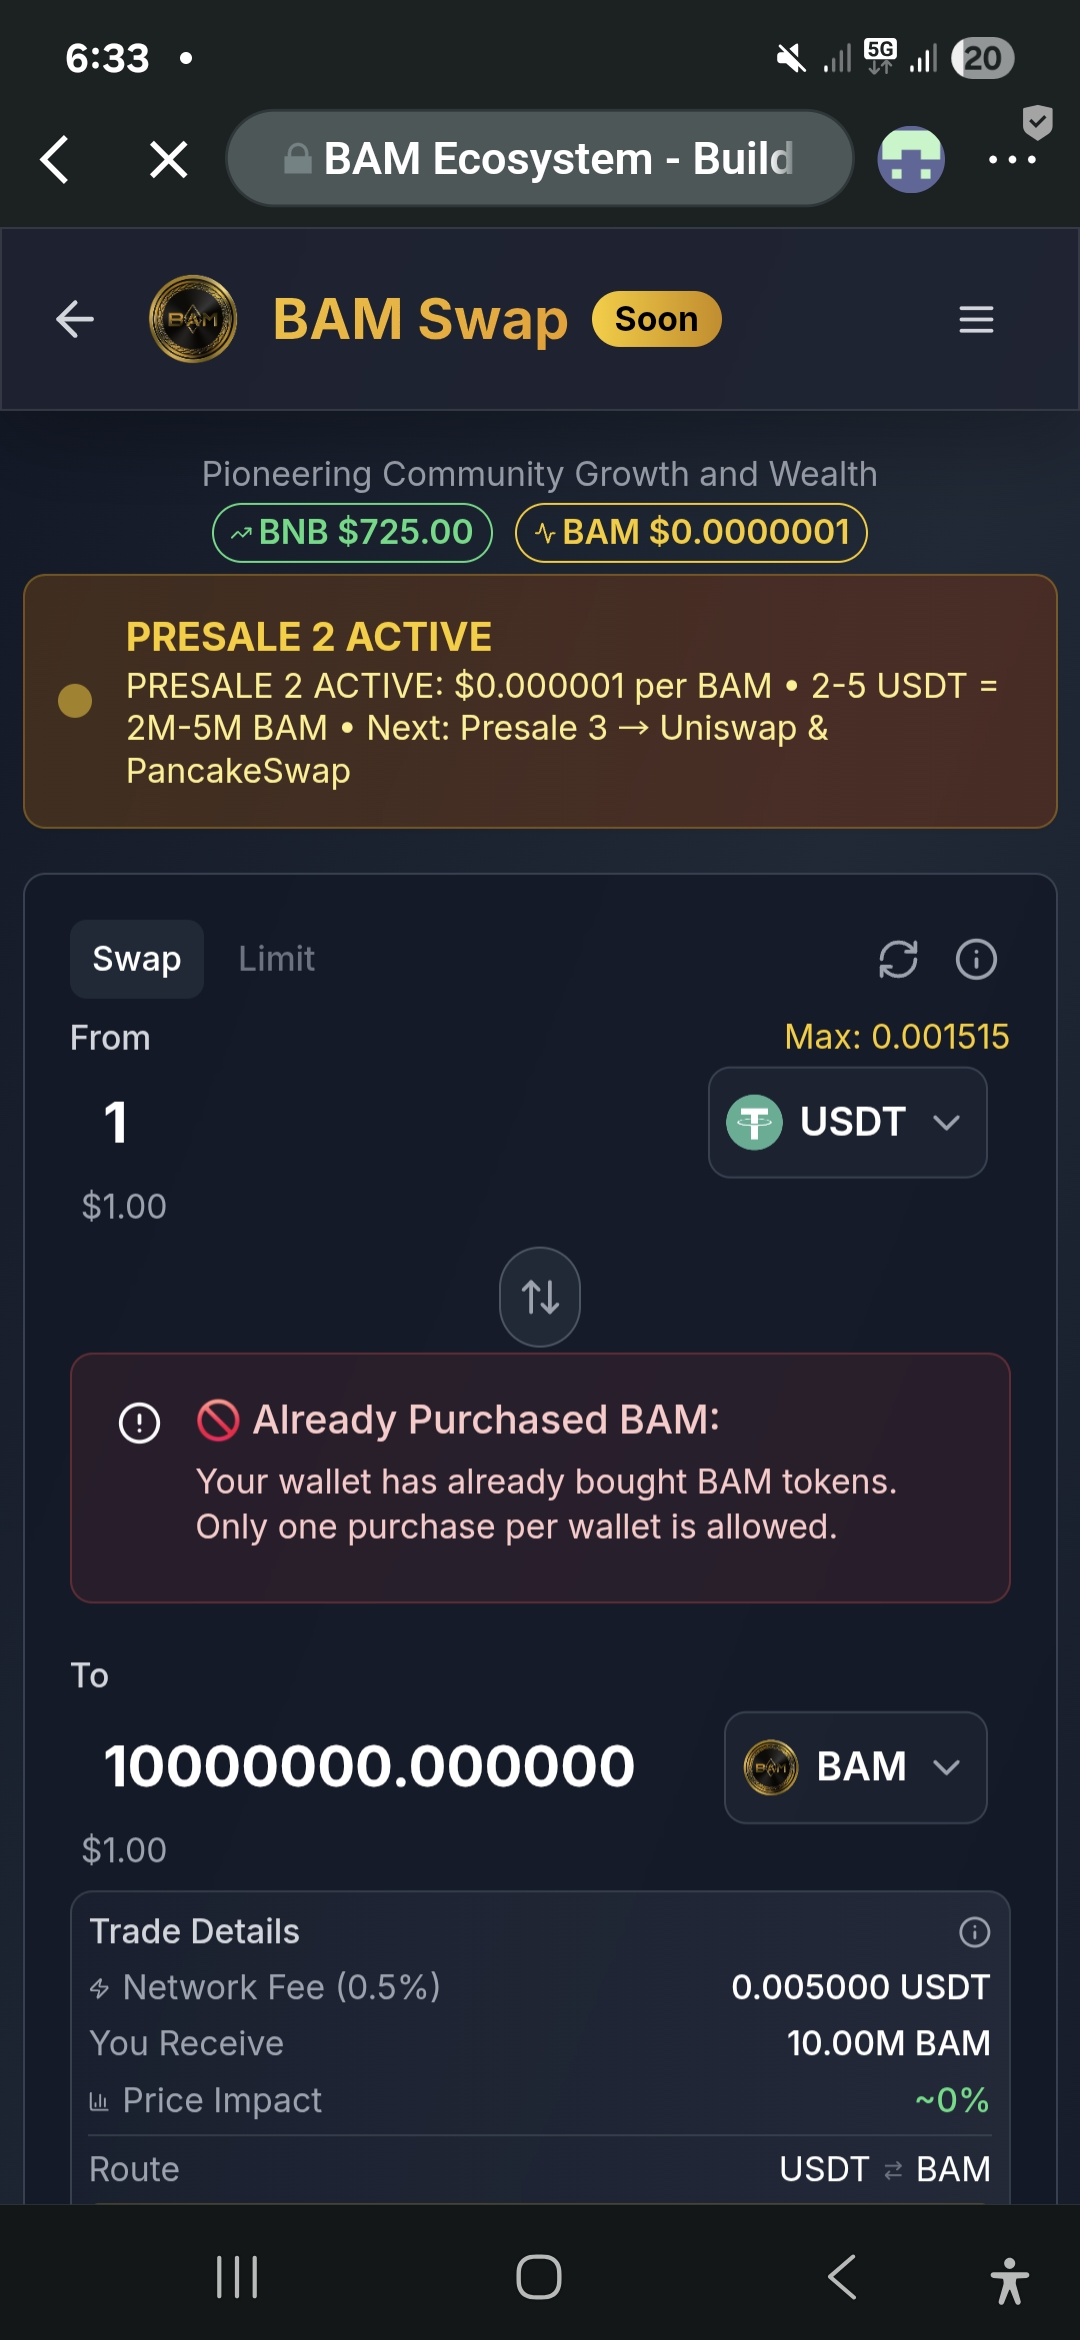 6:33
5G
20
BAM Ecosystem - Build
BAM
BAM Swap
Soon
Pioneering Community Growth and Wealth
BNB $725.00
BAM $0.0000001
PRESALE 2 ACTIVE
PRESALE 2 ACTIVE: $0.000001 per BAM • 2-5 USDT =
2M-5M BAM • Next: Presale 3 → Uniswap &
PancakeSwap
Swap
Limit
From
Max: 0.001515
1
USDT
$1.00
🚫 Already Purchased BAM:
Your wallet has already bought BAM tokens.
Only one purchase per wallet is allowed.
To
10000000.000000
BAM
BAM
$1.00
Trade Details
Network Fee (0.5%)
0.005000 USDT
You Receive
10.00M BAM
Price Impact
~0%
Route
USDT ⇄ BAM